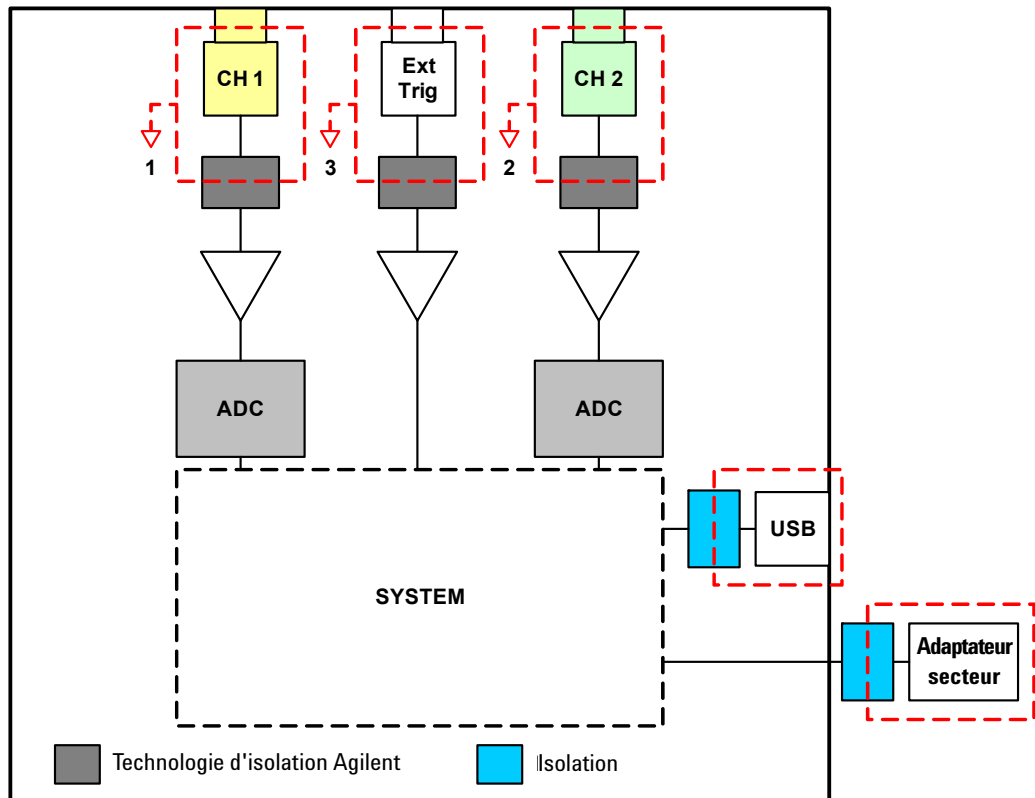 CH 1
Ext
Trig
CH 2
1
3
2
ADC
ADC
USB
SYSTEM
Adaptateur
secteur
Technologie d'isolation Agilent
Isolation